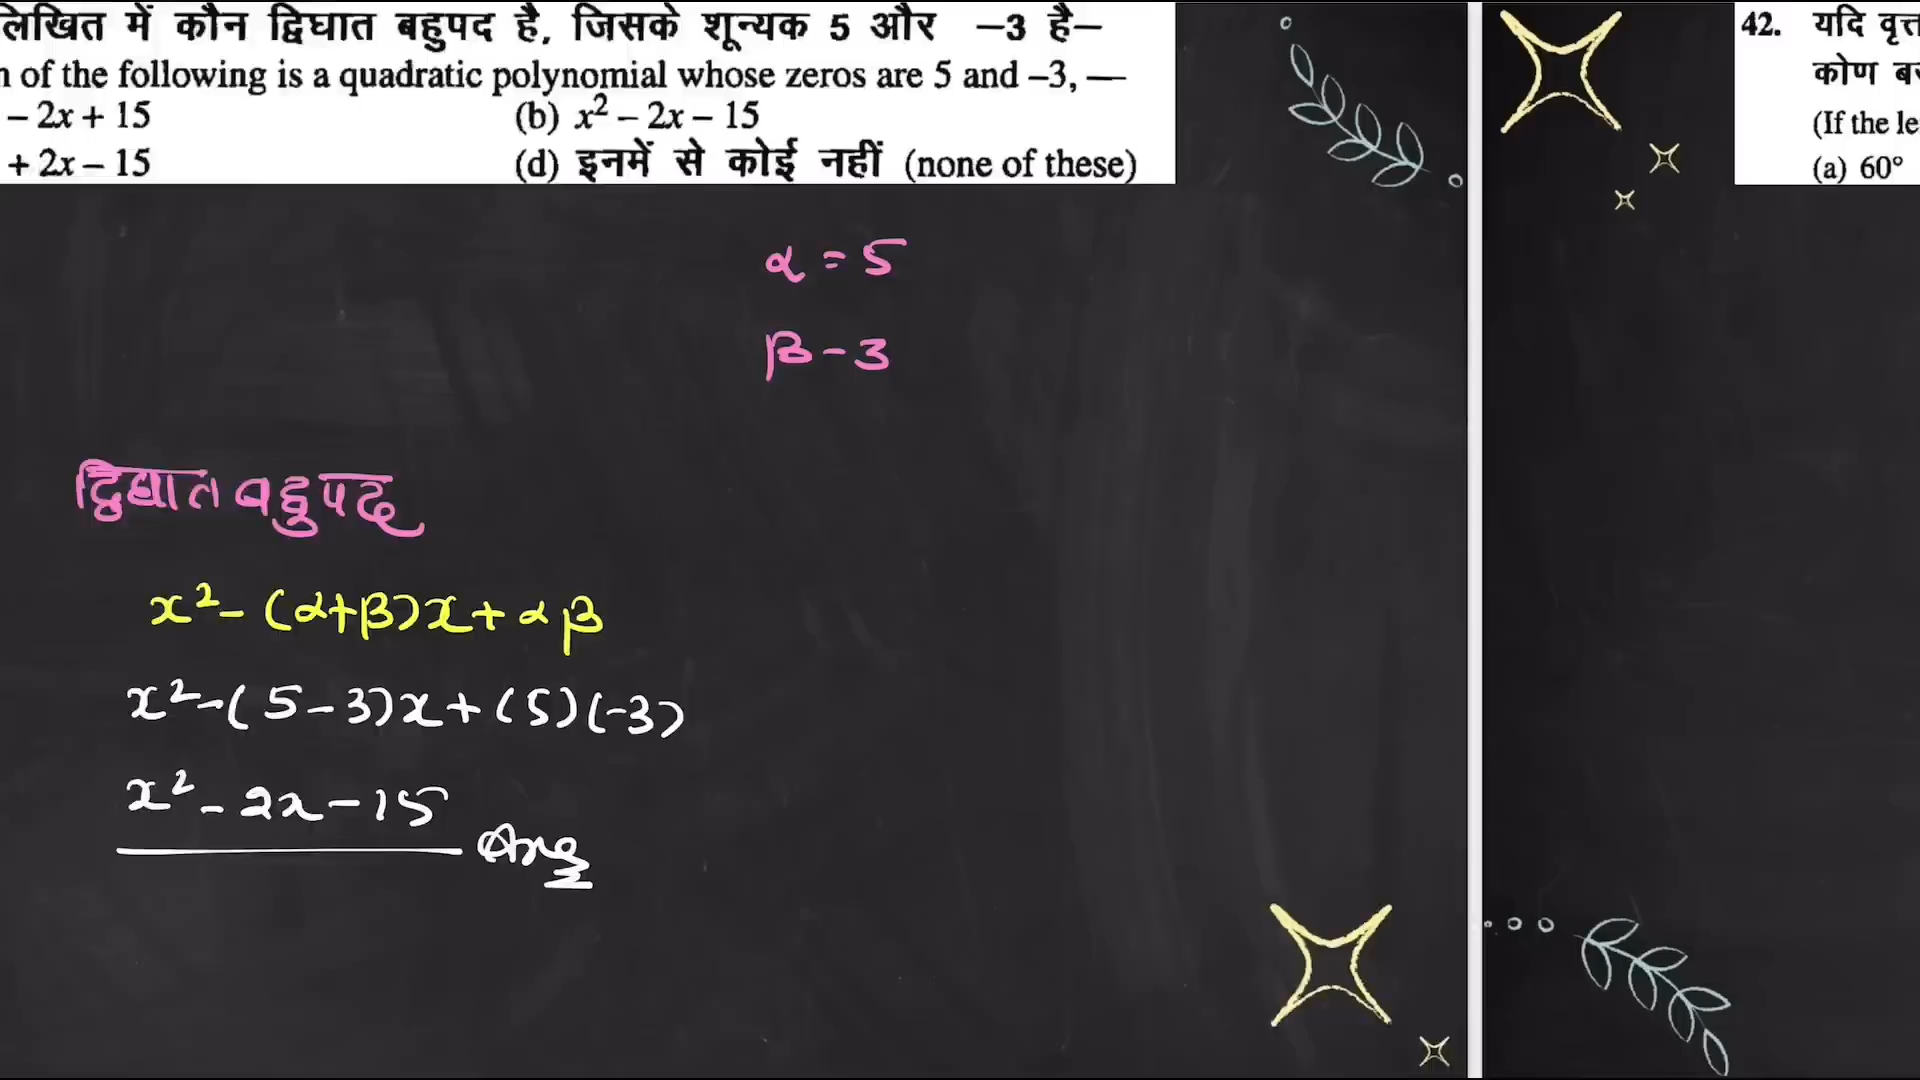 लिखित में कौन द्विघात बहुपद है, जिसके शून्यक 5 और –3 है–
of the following is a quadratic polynomial whose zeros are 5 and –3, —
– 2x + 15 (b) x² – 2x – 15
+ 2x – 15 (d) इनमें से कोई नहीं (none of these)
α = 5
β – 3
द्विघात बहुपद
x² – (α+β)x + αβ
x² – (5 – 3)x + (5)(-3)
x² – 2x – 15
Ans
42. यदि वृत्त
कोण
(If the le
(a) 60°